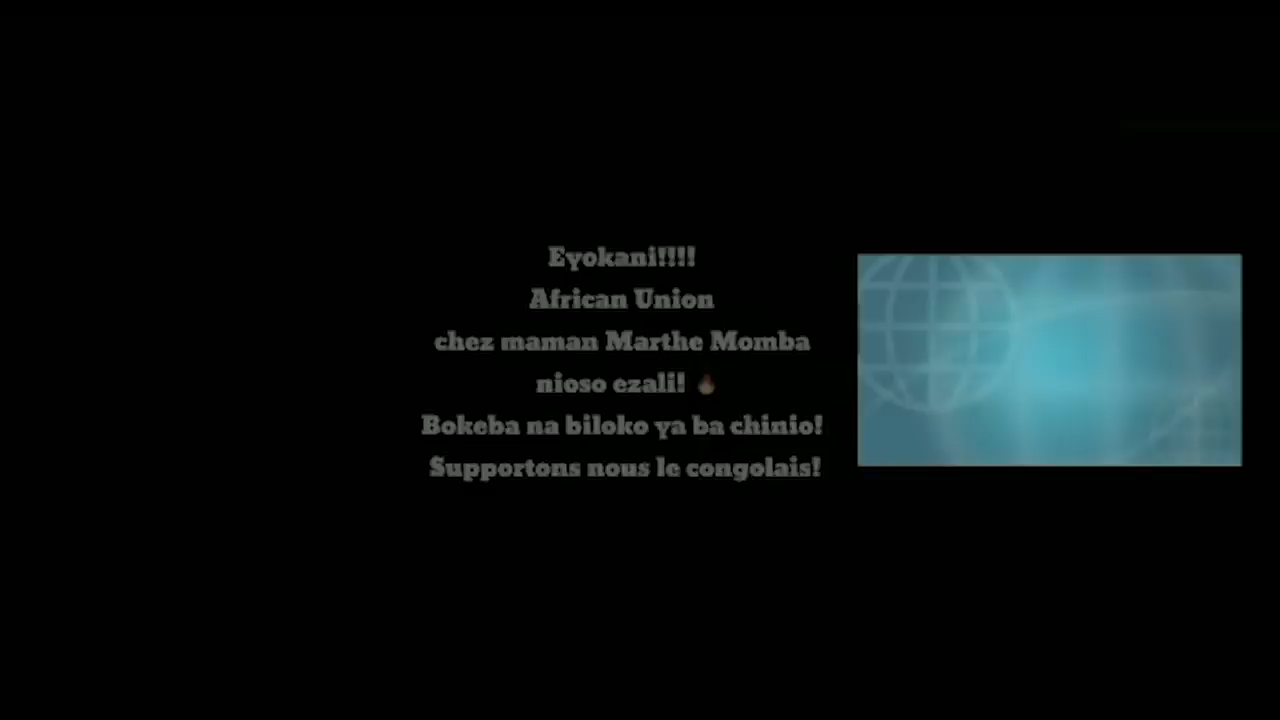 Eyokani!!!!
African Union
chez maman Marthe Momba
nioso ezali! 🔥
Bokeba na biloko ya ba chinio!
Supportons nous le congolais!